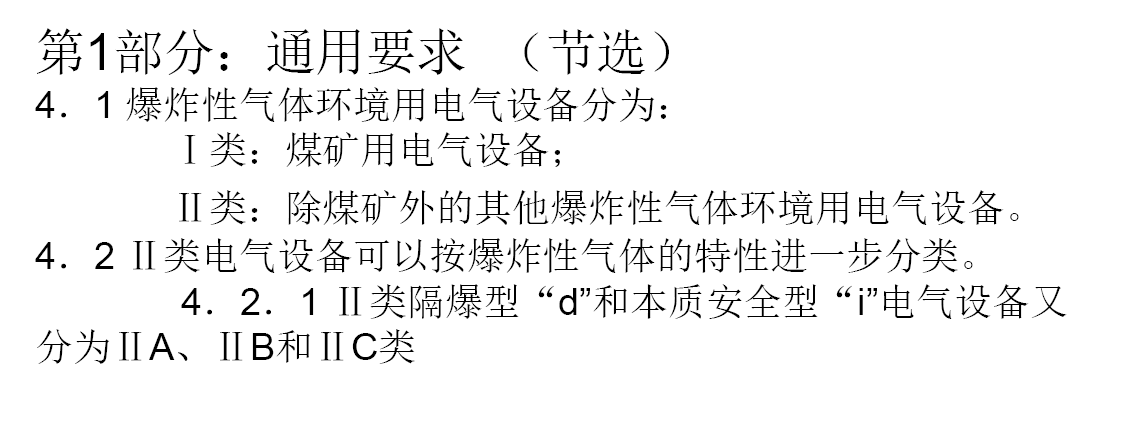 第1部分：通用要求 （节选）
4．1 爆炸性气体环境用电气设备分为：
Ⅰ类：煤矿用电气设备；
Ⅱ类：除煤矿外的其他爆炸性气体环境用电气设备。
4．2 Ⅱ类电气设备可以按爆炸性气体的特性进一步分类。
4．2．1 Ⅱ类隔爆型“d”和本质安全型“i”电气设备又
分为ⅡA、ⅡB和ⅡC类